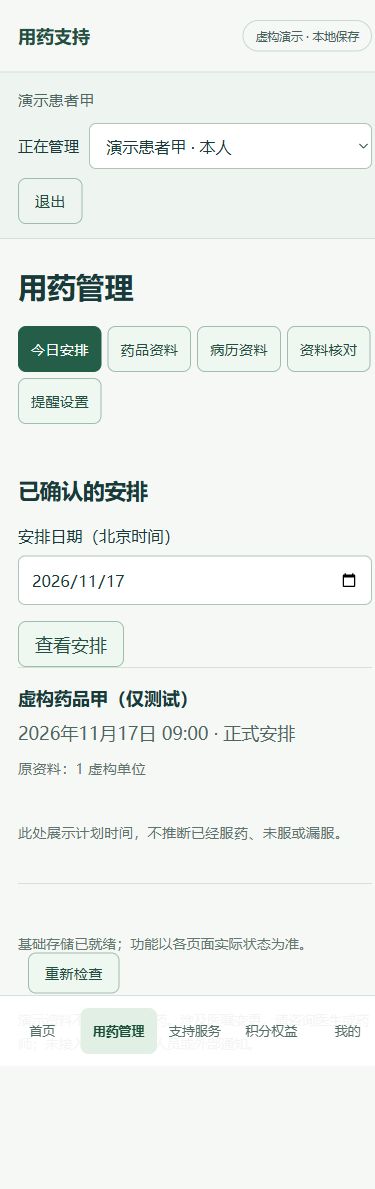 用药支持
虚构演示 · 本地保存
演示患者甲
正在管理
演示患者甲 · 本人
退出
用药管理
今日安排
药品资料
病历资料
资料核对
提醒设置
已确认的安排
安排日期（北京时间）
2026/11/17
查看安排
虚构药品甲（仅测试）
2026年11月17日 09:00 · 正式安排
原资料：1 虚构单位
此处展示计划时间，不推断已经服药、未服或漏服。
基础存储已就绪；功能以各页面实际状态为准。
重新检查
首页
用药管理
支持服务
积分权益
我的